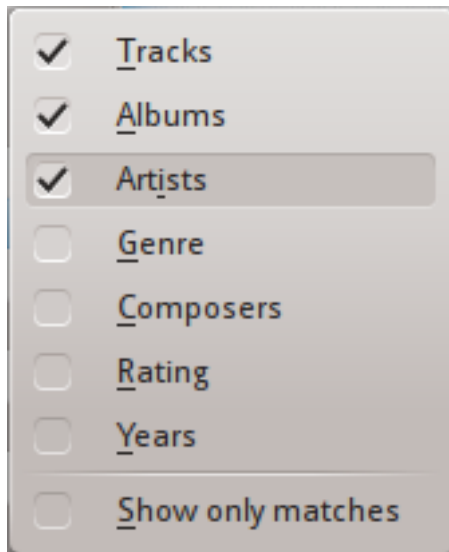 Tracks
Albums
Artists
Genre
Composers
Rating
Years
Show only matches